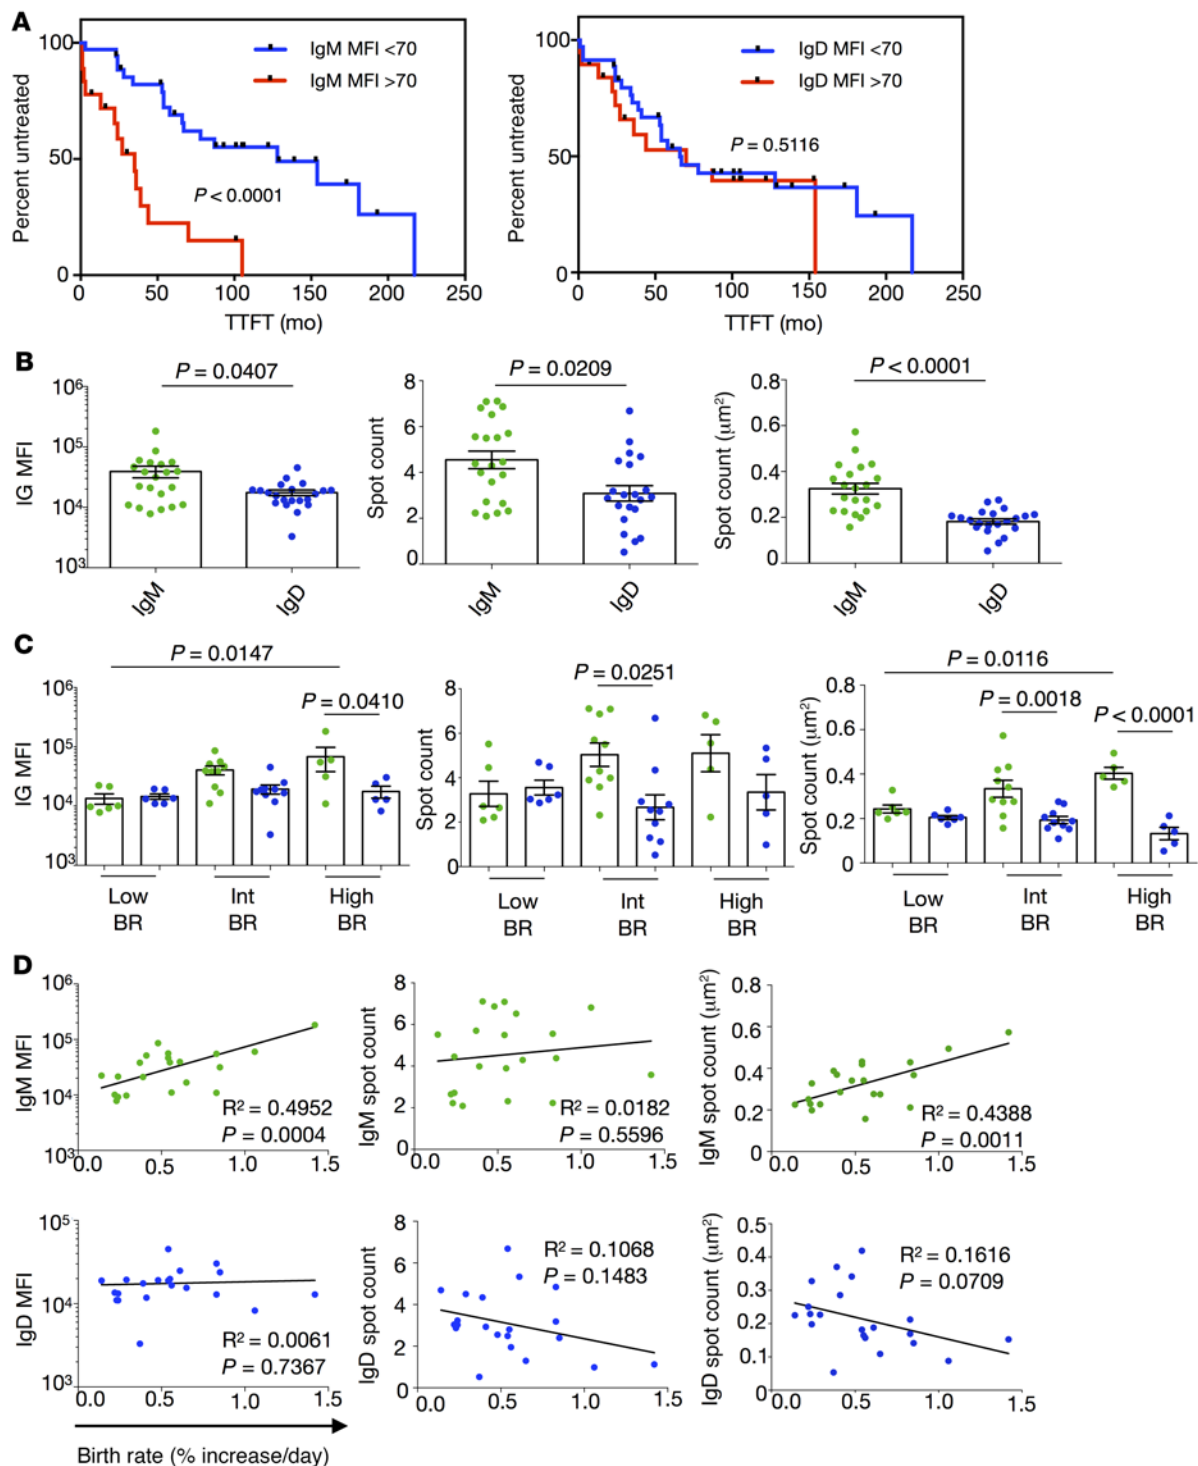 A
IgM MFI <70
IgM MFI >70
P < 0.0001
Percent untreated
100
50
0
0 50 100 150 200 250
TTFT (mo)
IgD MFI <70
IgD MFI >70
P = 0.5116
Percent untreated
100
50
0
0 50 100 150 200 250
TTFT (mo)
B
P = 0.0407
IG MFI
10⁶
10⁵
10⁴
10³
IgM IgD
P = 0.0209
Spot count
8
6
4
2
0
IgM IgD
P < 0.0001
Spot count (μm²)
0.8
0.6
0.4
0.2
0
IgM IgD
C
P = 0.0147
P = 0.0410
IG MFI
10⁶
10⁵
10⁴
10³
Low Int High
BR BR BR
P = 0.0251
Spot count
8
6
4
2
0
Low Int High
BR BR BR
P = 0.0116
P = 0.0018
P < 0.0001
Spot count (μm²)
0.8
0.6
0.4
0.2
0
Low Int High
BR BR BR
D
IgM MFI
10⁶
10⁵
10⁴
10³
R² = 0.4952
P = 0.0004
0.0 0.5 1.0 1.5
IgM spot count
8
6
4
2
0
R² = 0.0182
P = 0.5596
0.0 0.5 1.0 1.5
IgM spot count (μm²)
0.8
0.6
0.4
0.2
0
R² = 0.4388
P = 0.0011
0.0 0.5 1.0 1.5
IgD MFI
10⁵
10⁴
10³
R² = 0.0061
P = 0.7367
0.0 0.5 1.0 1.5
IgD spot count
8
6
4
2
0
R² = 0.1068
P = 0.1483
0.0 0.5 1.0 1.5
IgD spot count (μm²)
0.5
0.4
0.3
0.2
0.1
0
R² = 0.1616
P = 0.0709
0.0 0.5 1.0 1.5
Birth rate (% increase/day)